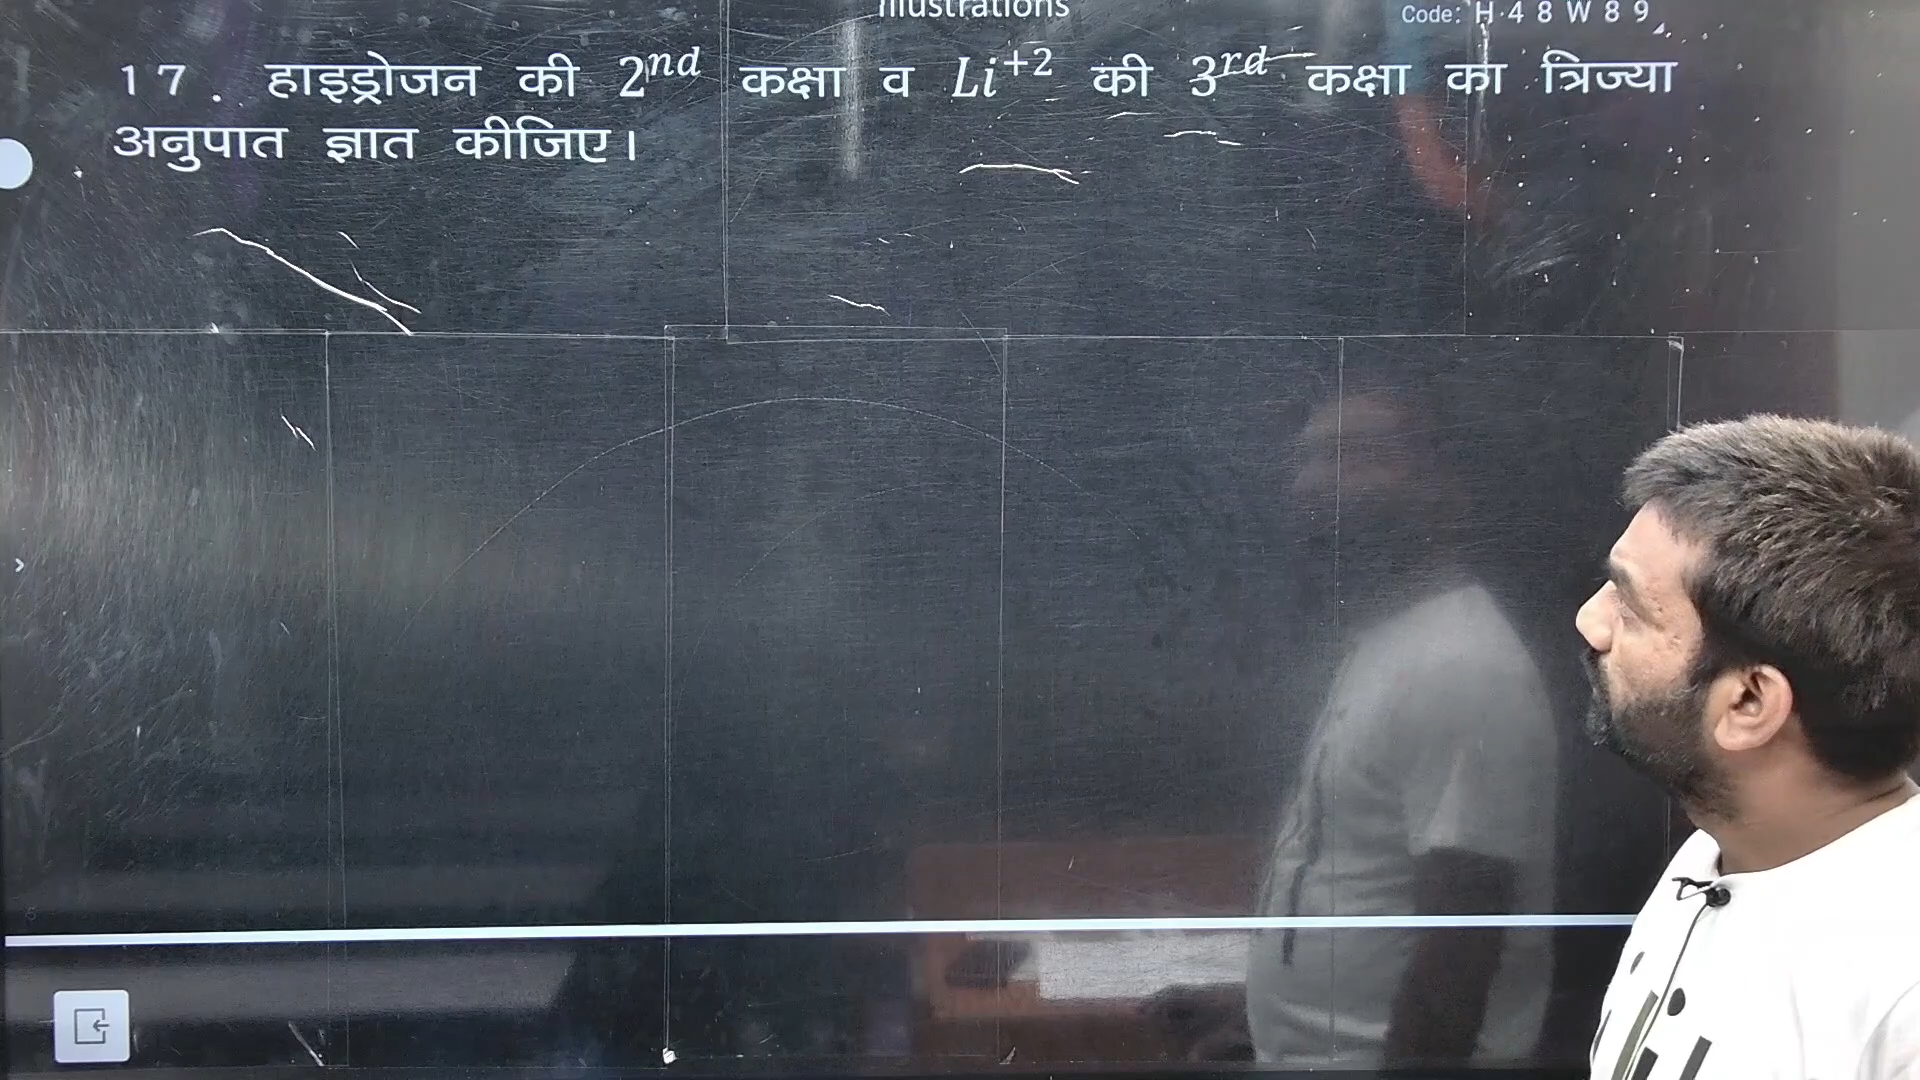 Illustrations
Code: H 4 8 W 8 9
17. हाइड्रोजन की 2nd कक्षा व Li+2 की 3rd कक्षा का त्रिज्या
अनुपात ज्ञात कीजिए।